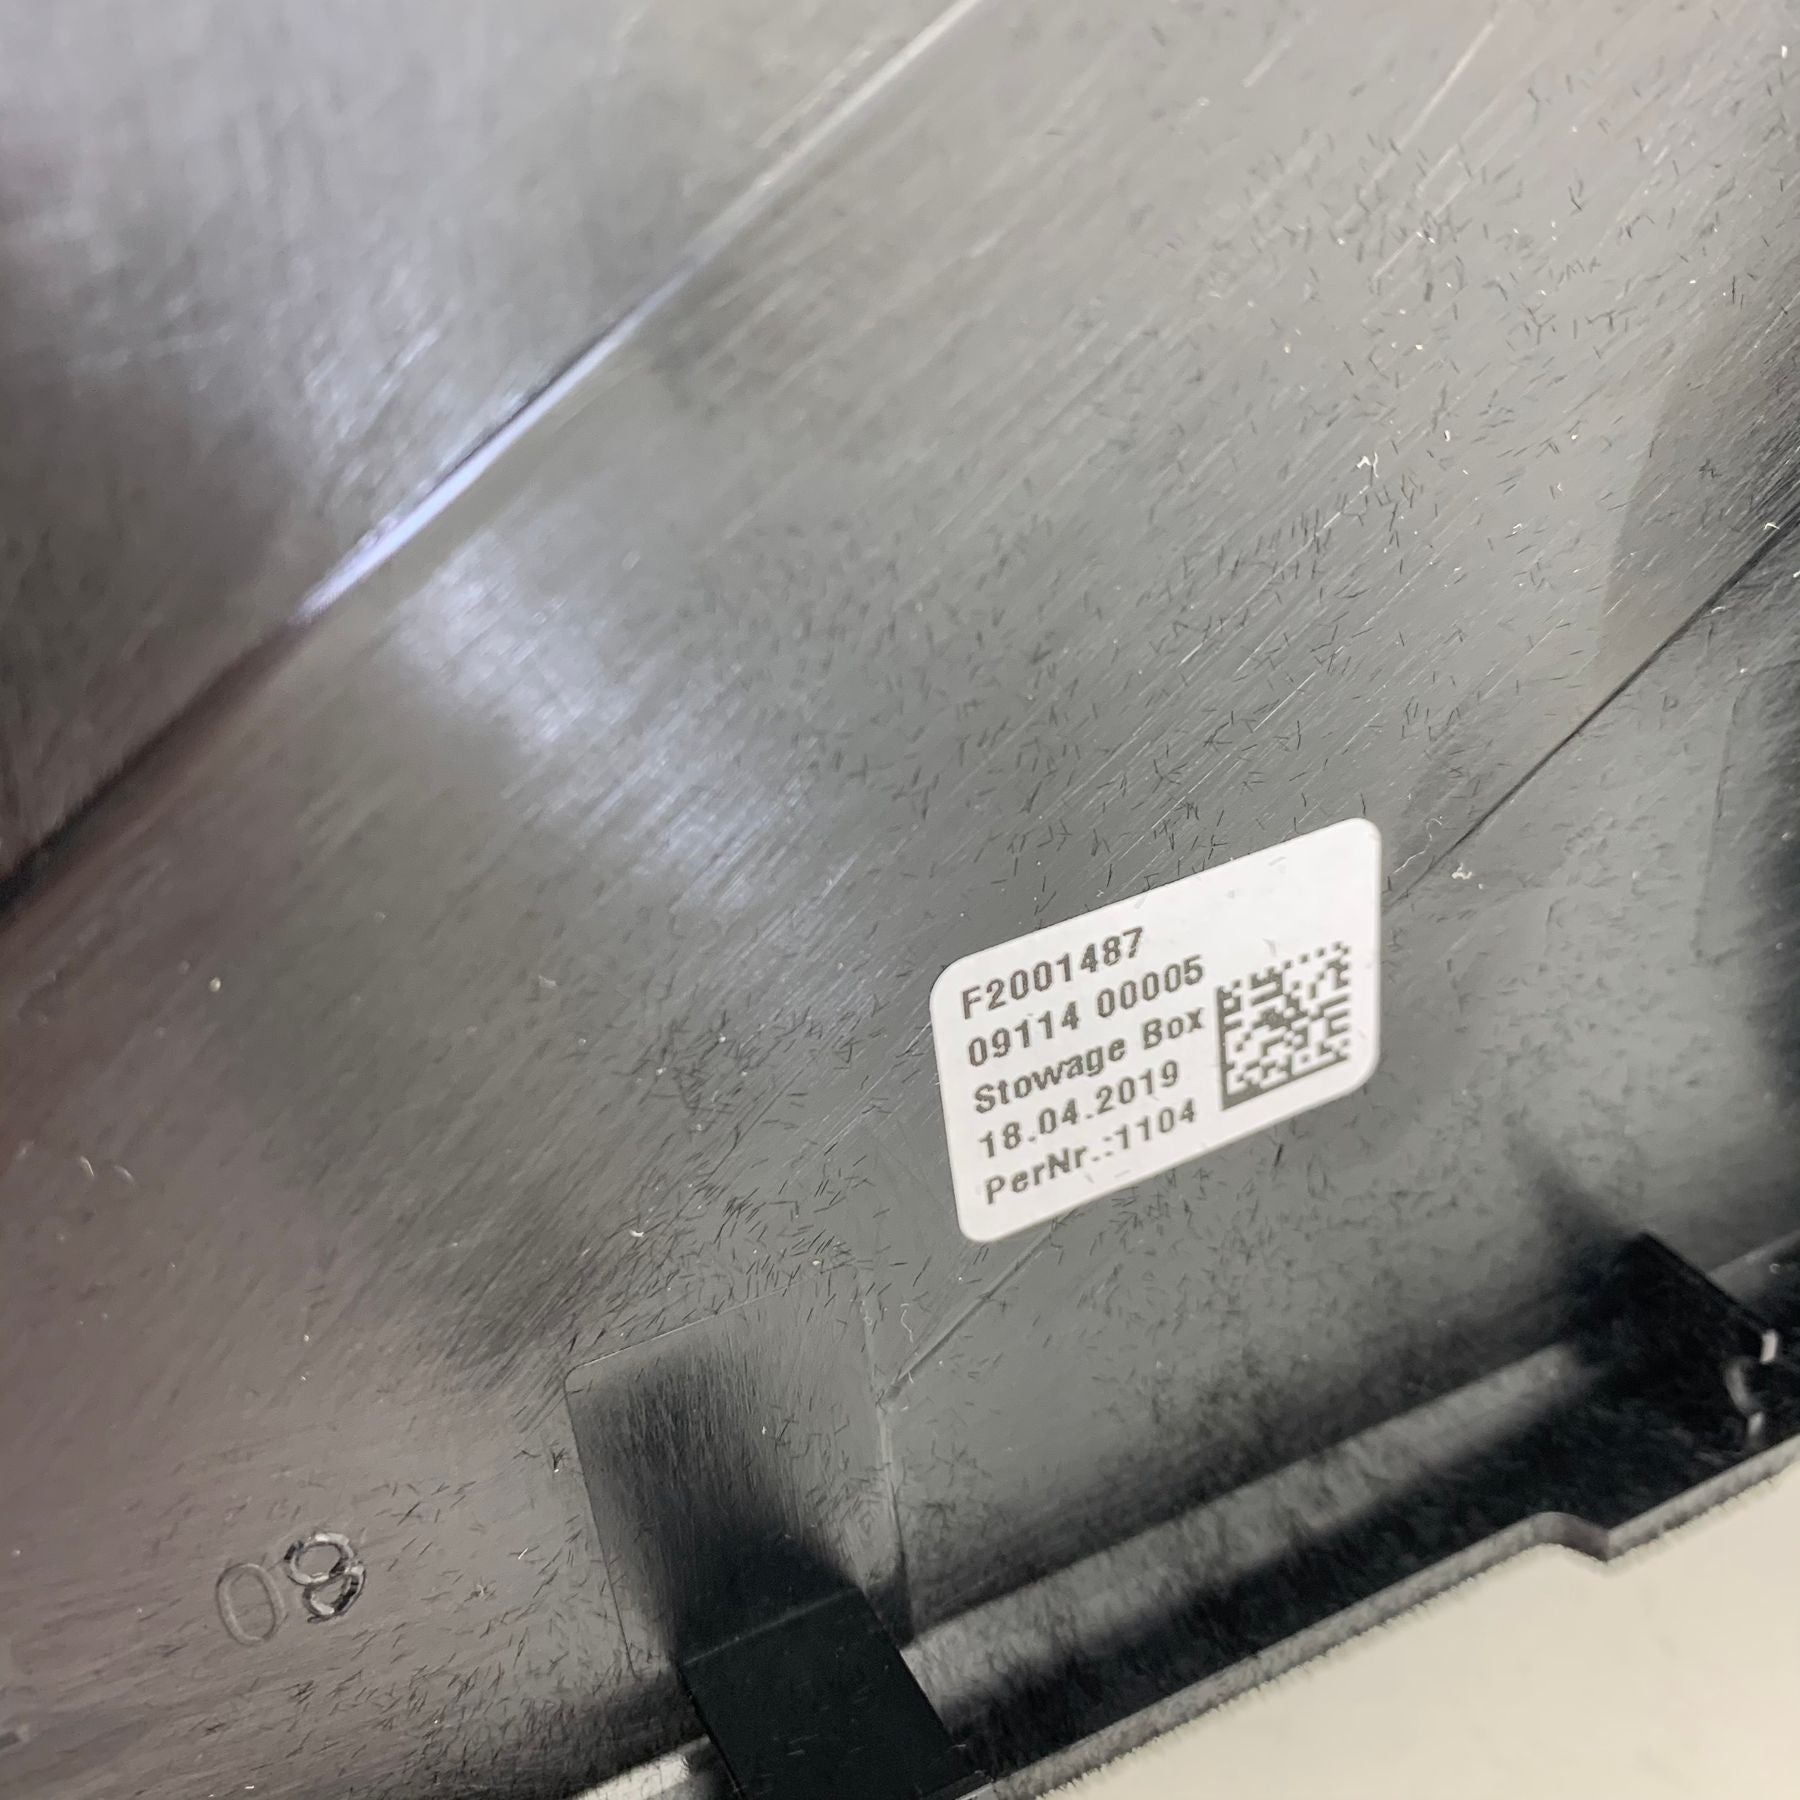 F2001487
09114 00005
Stowage Box
18.04.2019
PerNr.:1104
08